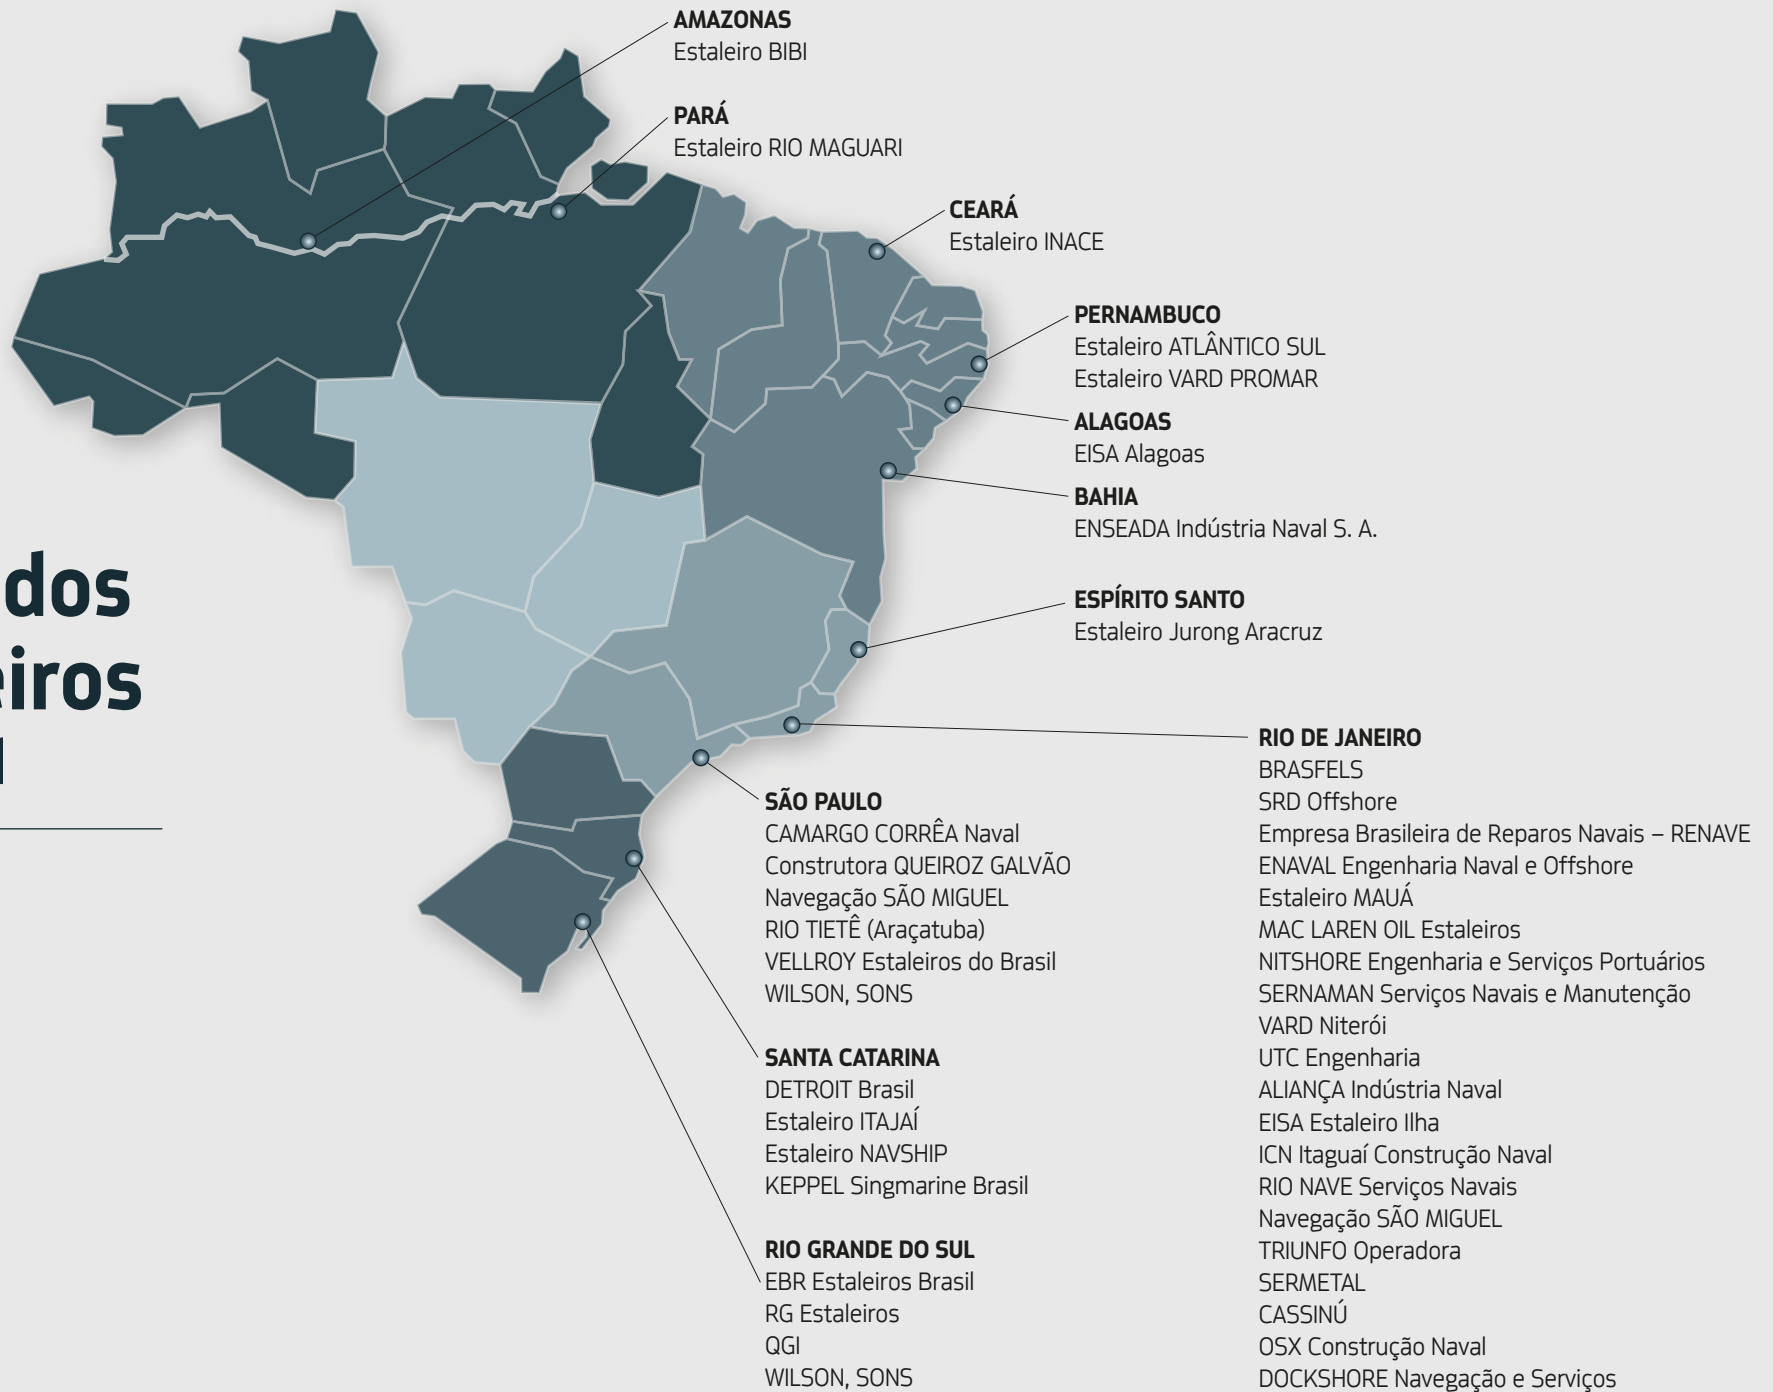 AMAZONAS
Estaleiro BIBI
PARÁ
Estaleiro RIO MAGUARI
CEARÁ
Estaleiro INACE
PERNAMBUCO
Estaleiro ATLÂNTICO SUL
Estaleiro VARD PROMAR
ALAGOAS
EISA Alagoas
BAHIA
ENSEADA Indústria Naval S. A.
ESPÍRITO SANTO
Estaleiro Jurong Aracruz
dos
eiros
RIO DE JANEIRO
BRASFELS
SRD Offshore
Empresa Brasileira de Reparos Navais – RENAVE
ENAVAL Engenharia Naval e Offshore
Estaleiro MAUÁ
MAC LAREN OIL Estaleiros
NITSHORE Engenharia e Serviços Portuários
SERNAMAN Serviços Navais e Manutenção
VARD Niterói
UTC Engenharia
ALIANÇA Indústria Naval
EISA Estaleiro Ilha
ICN Itaguaí Construção Naval
RIO NAVE Serviços Navais
Navegação SÃO MIGUEL
TRIUNFO Operadora
SERMETAL
CASSINÚ
OSX Construção Naval
DOCKSHORE Navegação e Serviços
SÃO PAULO
CAMARGO CORRÊA Naval
Construtora QUEIROZ GALVÃO
Navegação SÃO MIGUEL
RIO TIETÊ (Araçatuba)
VELLROY Estaleiros do Brasil
WILSON, SONS
SANTA CATARINA
DETROIT Brasil
Estaleiro ITAJAÍ
Estaleiro NAVSHIP
KEPPEL Singmarine Brasil
RIO GRANDE DO SUL
EBR Estaleiros Brasil
RG Estaleiros
QGI
WILSON, SONS